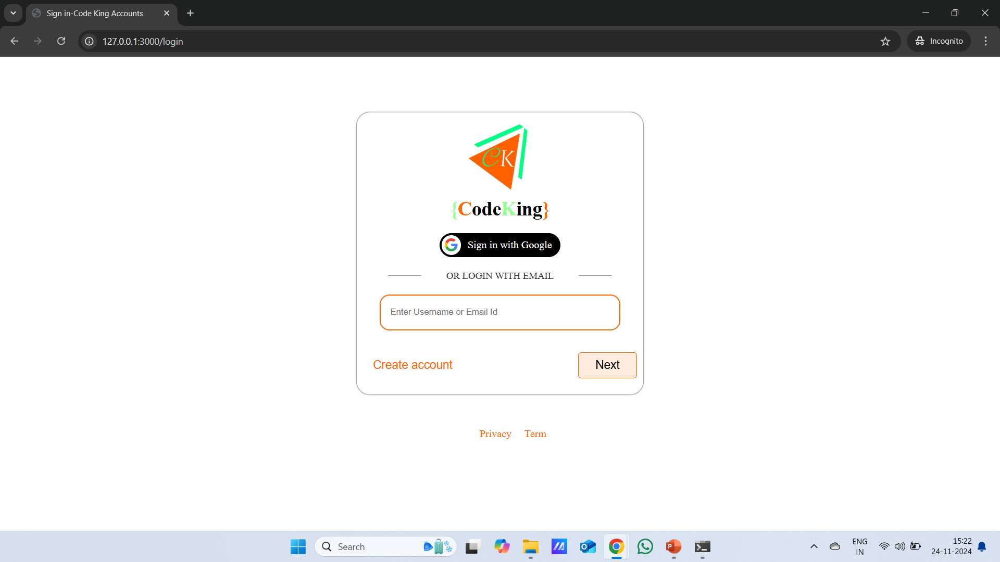 Sign in-Code King Accounts
127.0.0.1:3000/login
Incognito
CK
{CodeKing}
Sign in with Google
OR LOGIN WITH EMAIL
Enter Username or Email Id
Create account
Next
Privacy Term
Search
ENG
IN
15:22
24-11-2024